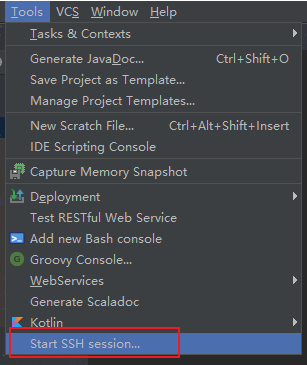 Tools VCS Window Help
Tasks & Contexts
Generate JavaDoc... Ctrl+Shift+O
Save Project as Template...
Manage Project Templates...
New Scratch File... Ctrl+Alt+Shift+Insert
IDE Scripting Console
Capture Memory Snapshot
Deployment
Test RESTful Web Service
Add new Bash console
Groovy Console...
WebServices
Generate Scaladoc
Kotlin
Start SSH session...